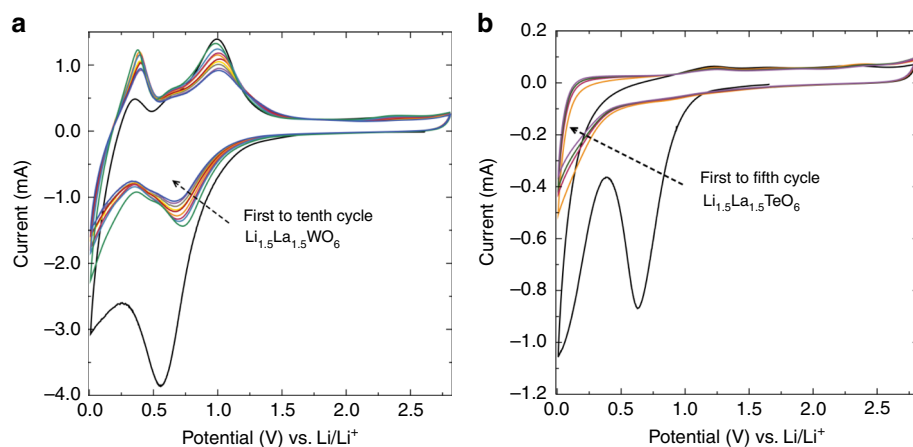 a
1.0
0.0
−1.0
−2.0
−3.0
−4.0
0.0
0.5
1.0
1.5
2.0
2.5
Current (mA)
Potential (V) vs. Li/Li⁺
First to tenth cycle
Li₁.₅La₁.₅WO₆
b
0.2
0.0
−0.2
−0.4
−0.6
−0.8
−1.0
−1.2
0.0
0.5
1.0
1.5
2.0
2.5
Current (mA)
Potential (V) vs. Li/Li⁺
First to fifth cycle
Li₁.₅La₁.₅TeO₆